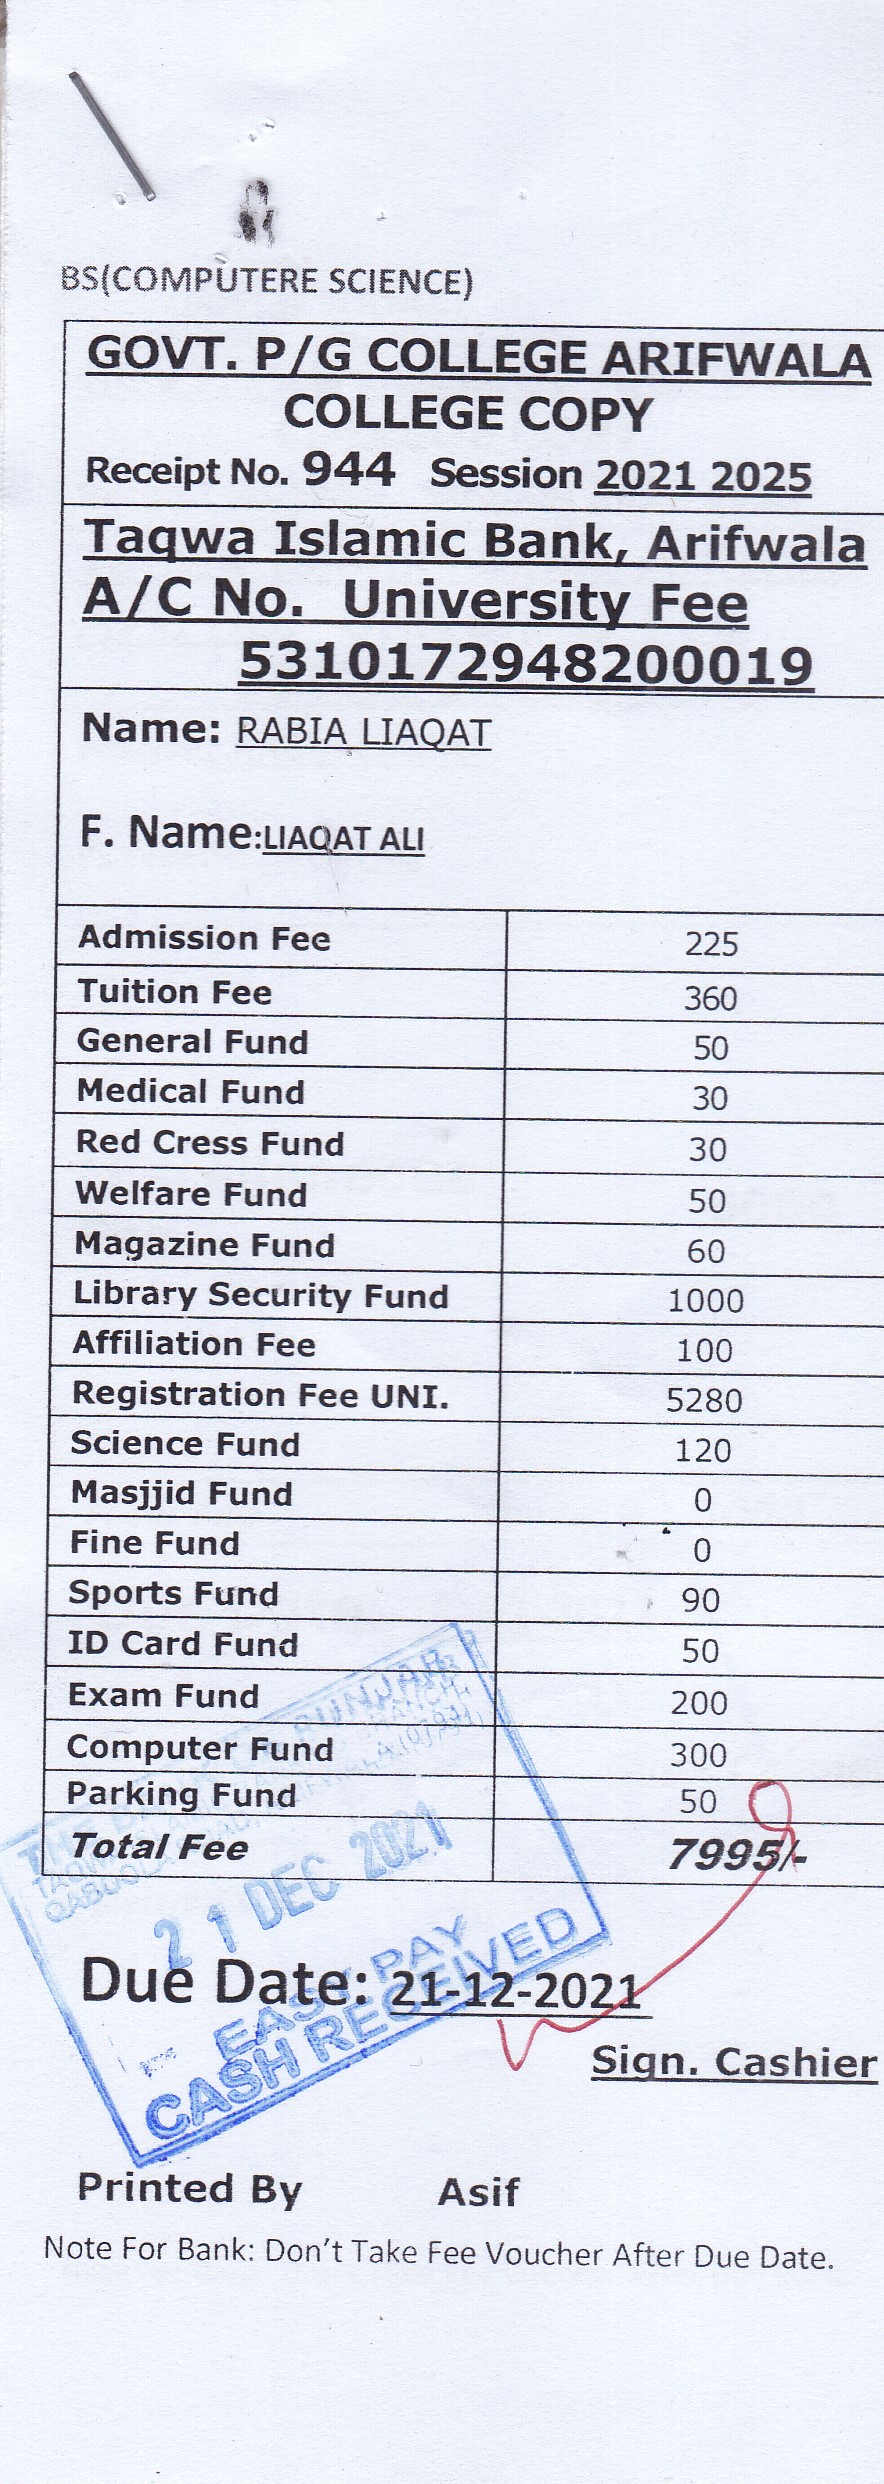 BS(COMPUTERE SCIENCE)
GOVT. P/G COLLEGE ARIFWALA
COLLEGE COPY
Receipt No. 944 Session 2021 2025
Taqwa Islamic Bank, Arifwala
A/C No. University Fee
5310172948200019
Name: RABIA LIAQAT
F. Name:LIAQAT ALI
Admission Fee 225
Tuition Fee 360
General Fund 50
Medical Fund 30
Red Cress Fund 30
Welfare Fund 50
Magazine Fund 60
Library Security Fund 1000
Affiliation Fee 100
Registration Fee UNI. 5280
Science Fund 120
Masjjid Fund 0
Fine Fund 0
Sports Fund 90
ID Card Fund 50
Exam Fund 200
Computer Fund 300
Parking Fund 50
Total Fee 7995/-
PUNJAB
21 DEC 2021
EASY PAY
CASH RECEIVED
Due Date: 21-12-2021
Sign. Cashier
Printed By Asif
Note For Bank: Don't Take Fee Voucher After Due Date.